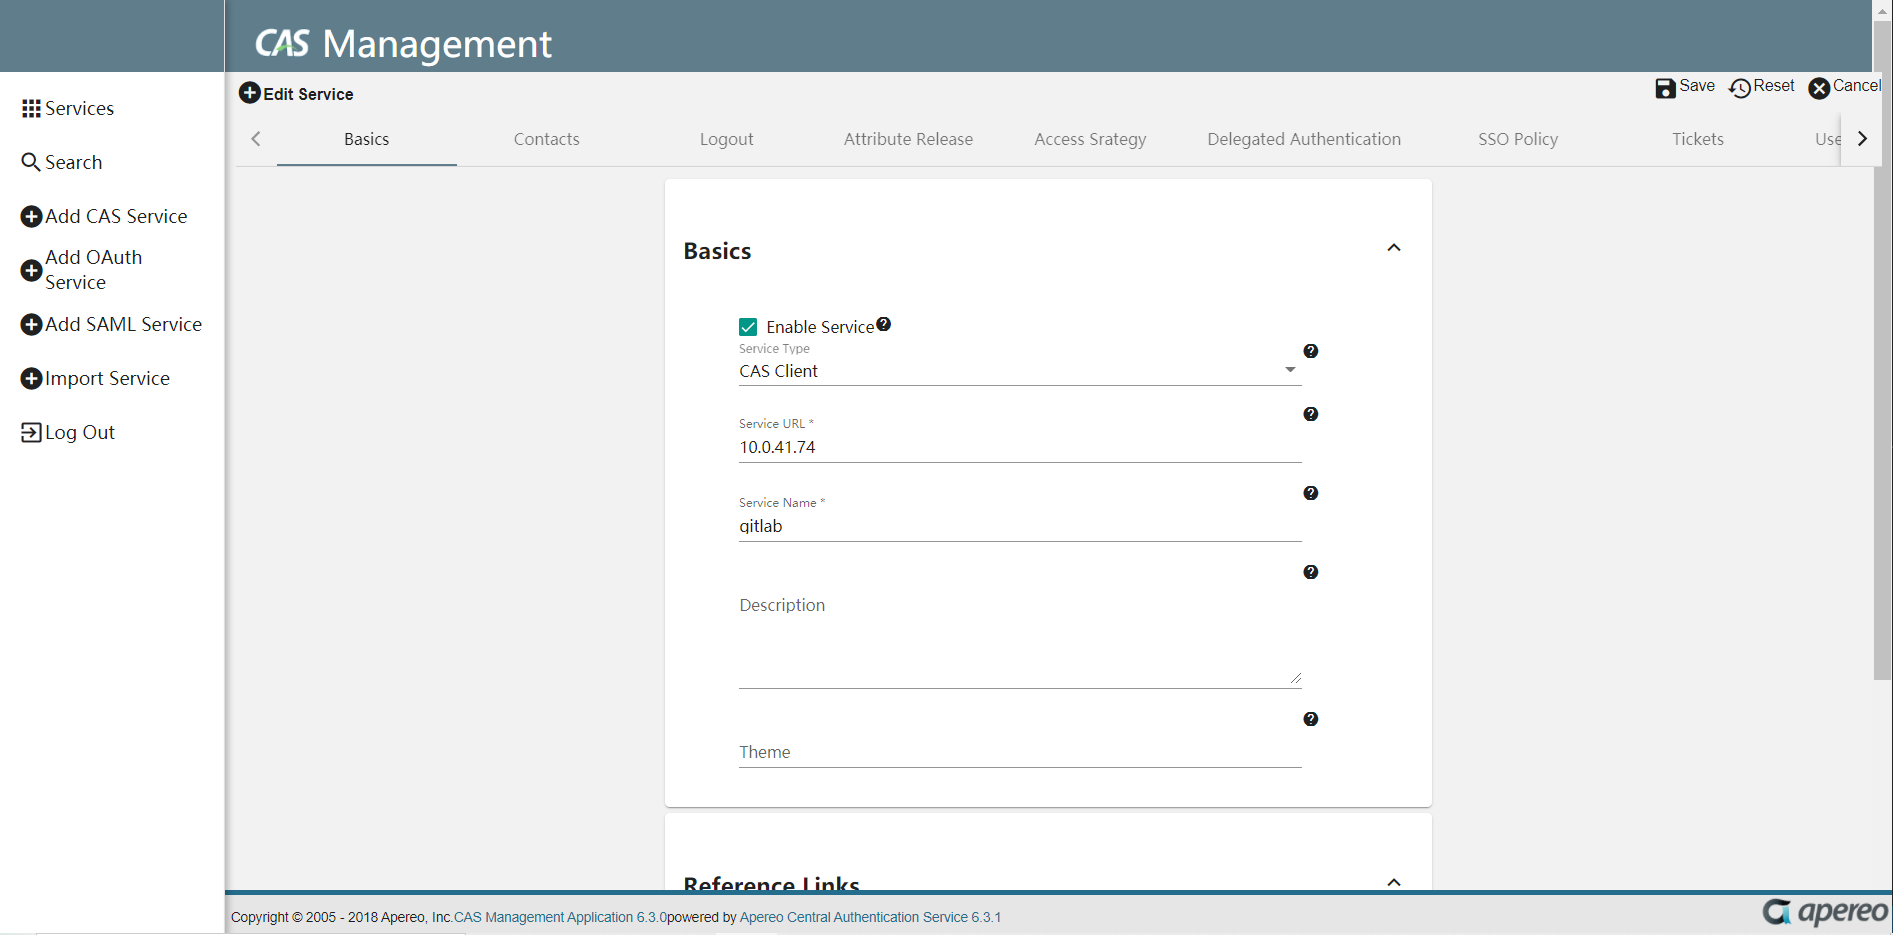 CAS Management
Edit Service
Save
Reset
Cancel
Services
Search
Add CAS Service
Add OAuth
Service
Add SAML Service
Import Service
Log Out
Basics
Contacts
Logout
Attribute Release
Access Srategy
Delegated Authentication
SSO Policy
Tickets
Use
Basics
Enable Service
Service Type
CAS Client
Service URL *
10.0.41.74
Service Name *
gitlab
Description
Theme
Reference Links
Copyright © 2005 - 2018 Apereo, Inc.CAS Management Application 6.3.0powered by Apereo Central Authentication Service 6.3.1
apereo